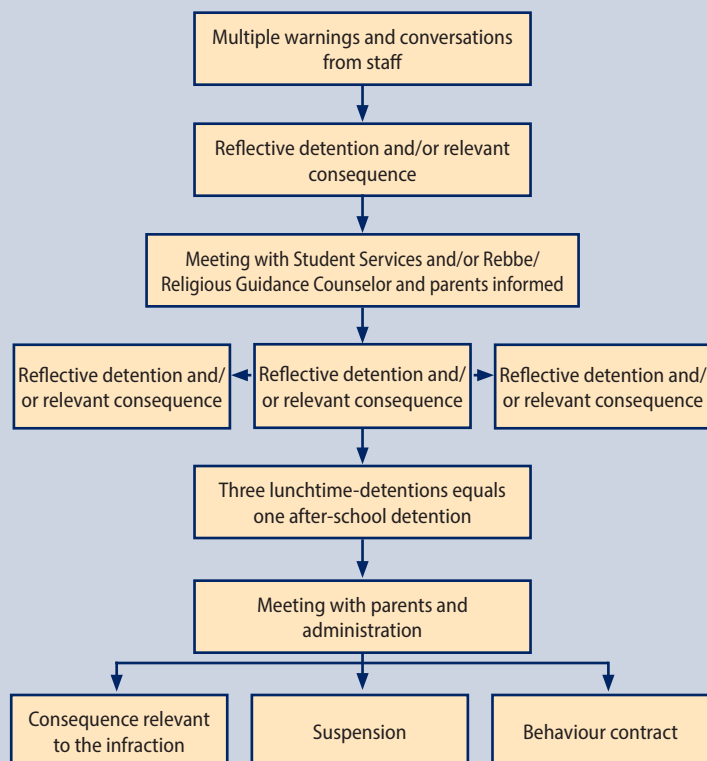 Multiple warnings and conversations
from staff
Reflective detention and/or relevant
consequence
Meeting with Student Services and/or Rebbe/
Religious Guidance Counselor and parents informed
Reflective detention and/
or relevant consequence
Reflective detention and/
or relevant consequence
Reflective detention and/
or relevant consequence
Three lunchtime-detentions equals
one after-school detention
Meeting with parents and
administration
Consequence relevant
to the infraction
Suspension
Behaviour contract